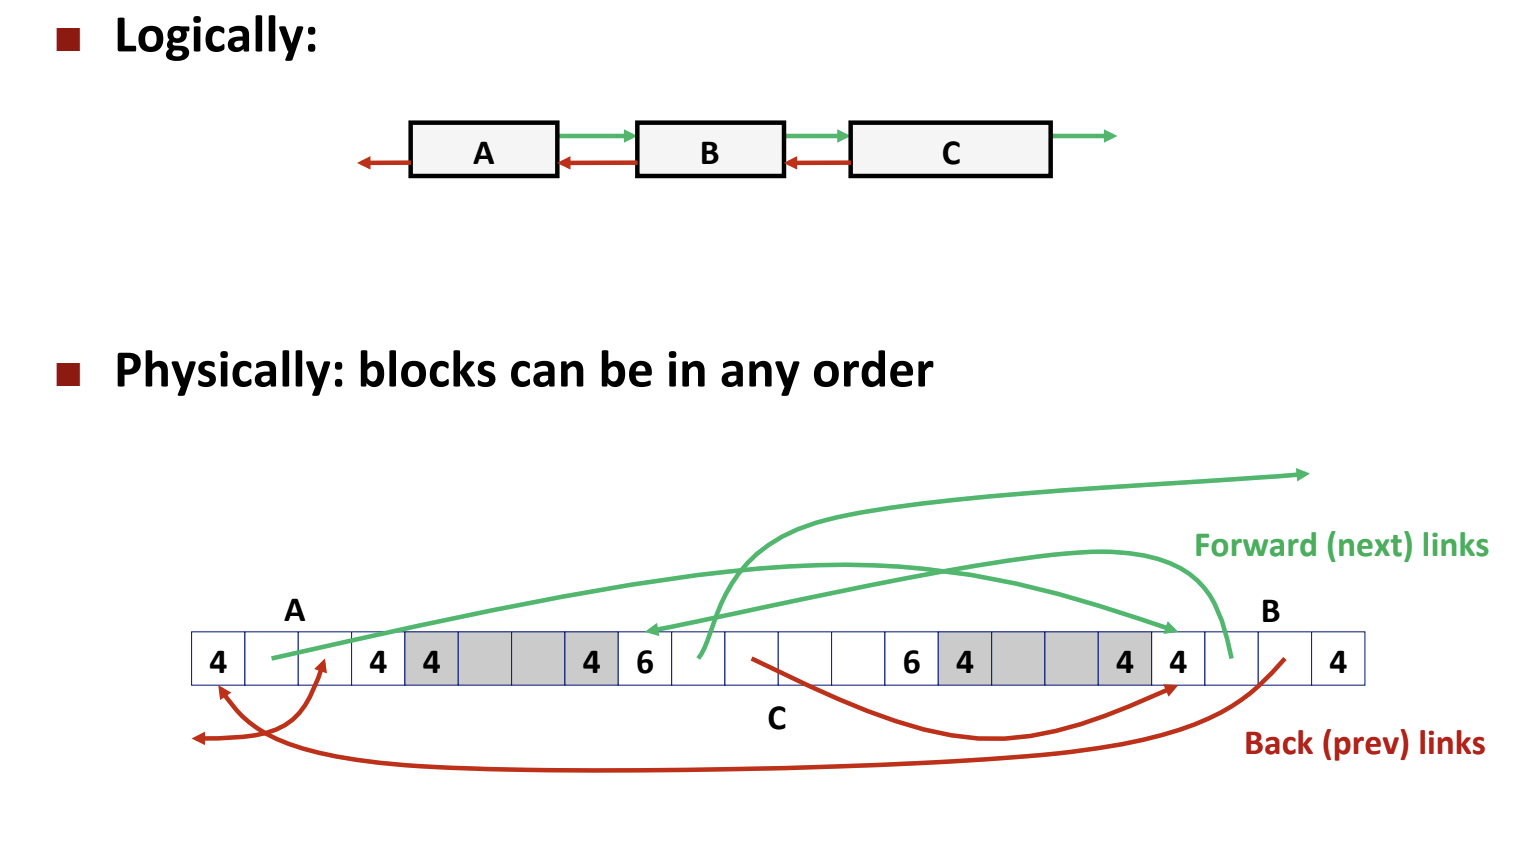 Logically:
A B C
Physically: blocks can be in any order
Forward (next) links
A B
4 4 4 4 6 6 4 4 4 4
C
Back (prev) links